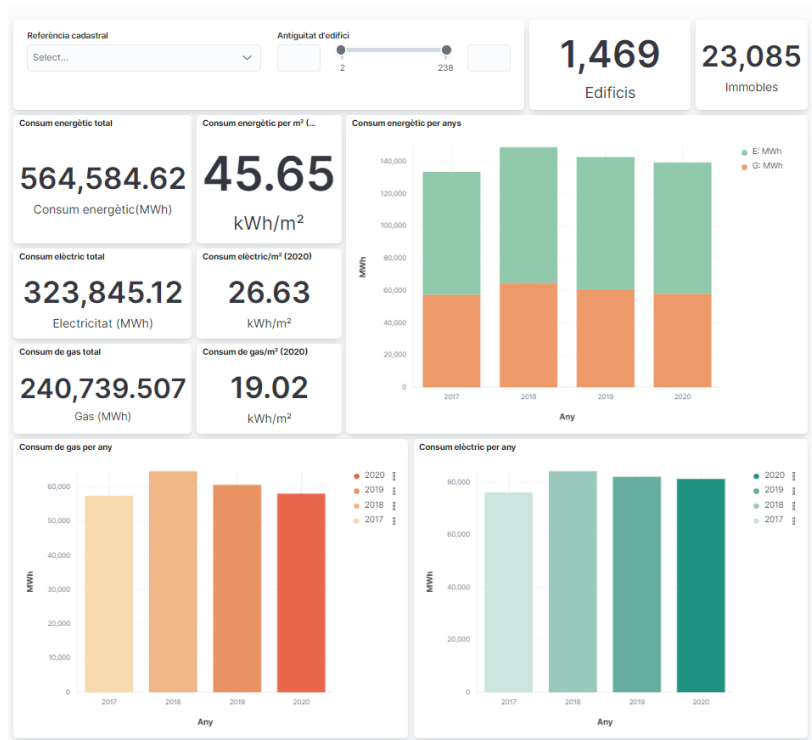 Referència cadastral
Select...
Antiguitat d'edifici
2
238
1,469
Edificis
23,085
Immobles
Consum energètic total
564,584.62
Consum energètic(MWh)
Consum energètic per m² (...
45.65
kWh/m²
Consum elèctric total
323,845.12
Electricitat (MWh)
Consum elèctric/m² (2020)
26.63
kWh/m²
Consum de gas total
240,739.507
Gas (MWh)
Consum de gas/m² (2020)
19.02
kWh/m²
Consum energètic per anys
E: MWh
G: MWh
140,000
120,000
100,000
80,000
60,000
40,000
20,000
0
MWh
2017
2018
2019
2020
Any
Consum de gas per any
2020
2019
2018
2017
60,000
50,000
40,000
30,000
20,000
10,000
0
MWh
2017
2018
2019
2020
Any
Consum elèctric per any
2020
2019
2018
2017
80,000
60,000
40,000
20,000
0
MWh
2017
2018
2019
2020
Any